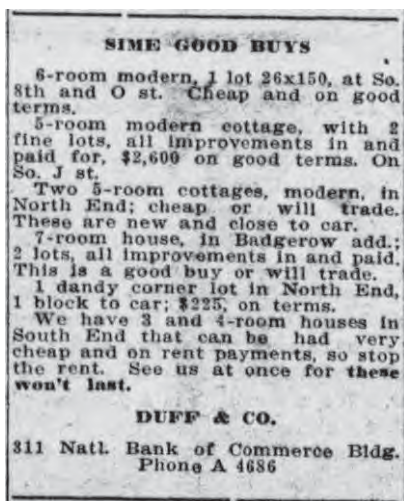 SIME GOOD BUYS
6-room modern, 1 lot 26x150, at So.
8th and O st. Cheap and on good
terms.
5-room modern cottage, with 2
fine lots, all improvements in and
paid for, $2,600 on good terms. On
So. J st.
Two 5-room cottages, modern, in
North End; cheap or will trade.
These are new and close to car.
7-room house, in Badgerow add.;
2 lots, all improvements in and paid.
This is a good buy or will trade.
1 dandy corner lot in North End,
1 block to car; $225, on terms.
We have 3 and 4-room houses in
South End that can be had very
cheap and on rent payments, so stop
the rent. See us at once for these
won't last.
DUFF & CO.
311 Natl. Bank of Commerce Bldg.
Phone A 4686